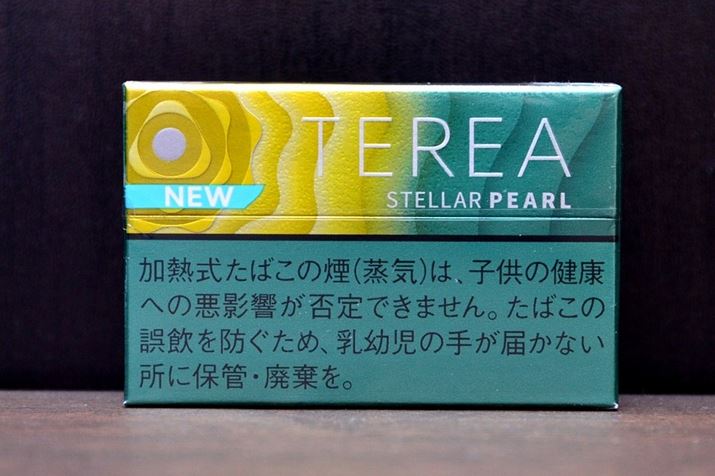 TEREA
NEW
STELLAR PEARL
加熱式たばこの煙(蒸気)は、子供の健康
への悪影響が否定できません。たばこの
誤飲を防ぐため、乳幼児の手が届かない
所に保管・廃棄を。